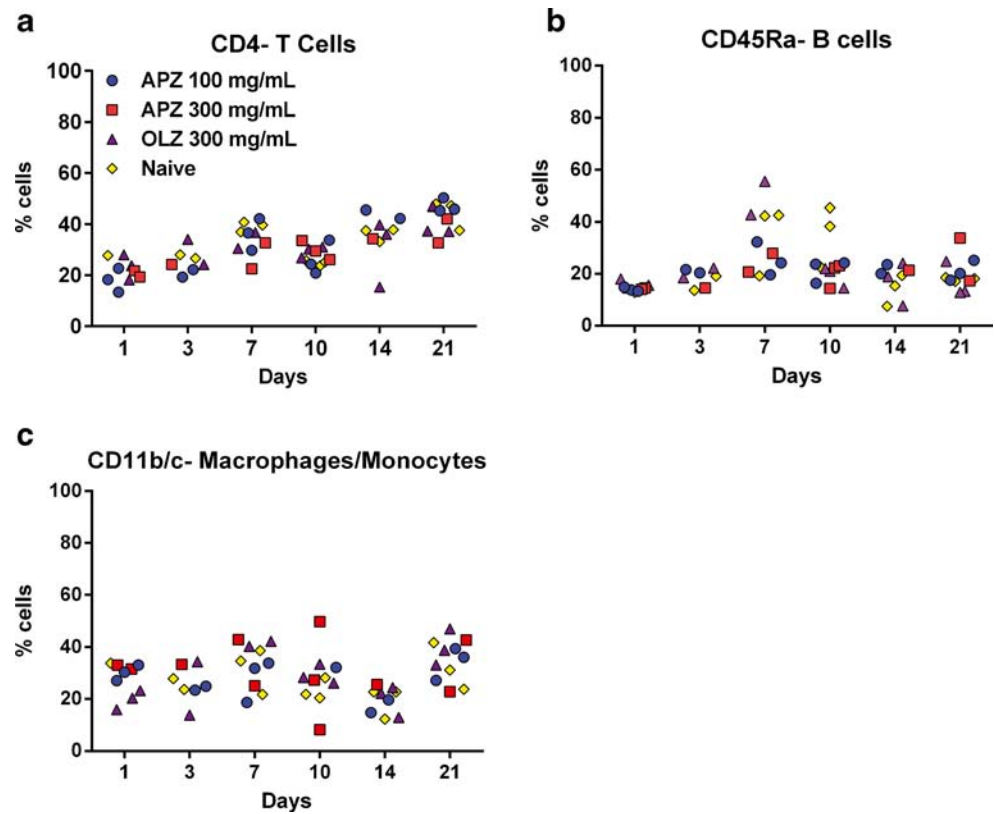 a
CD4- T Cells
100
80
60
40
20
0
% cells
APZ 100 mg/mL
APZ 300 mg/mL
OLZ 300 mg/mL
Naive
1 3 7 10 14 21
Days
b
CD45Ra- B cells
100
80
60
40
20
0
% cells
1 3 7 10 14 21
Days
c
CD11b/c- Macrophages/Monocytes
100
80
60
40
20
0
% cells
1 3 7 10 14 21
Days